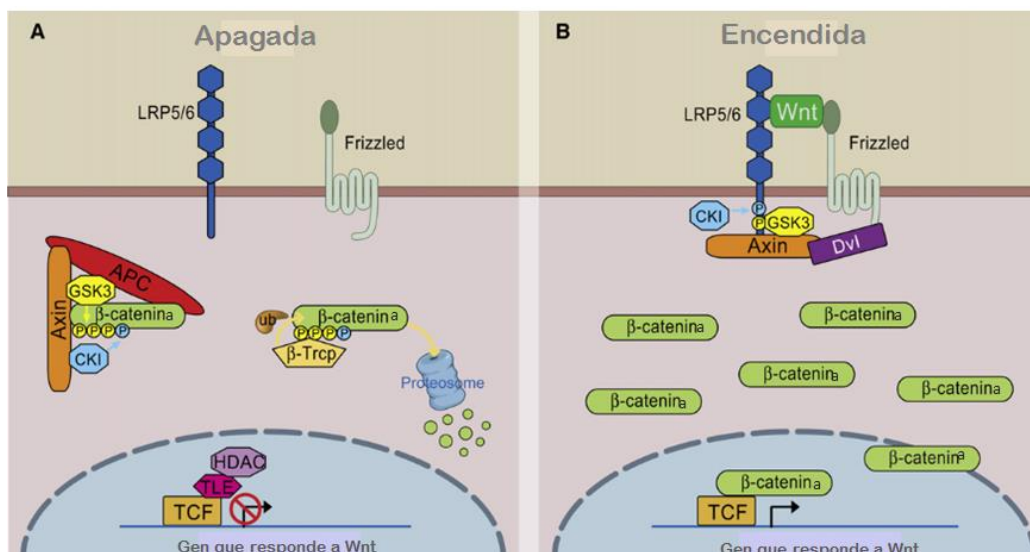 A
Apagada
LRP5/6
Frizzled
APC
GSK3
Axin
β-catenina
P P P P
CKI
ub
β-catenina
P P P P
β-Trcp
Proteosome
HDAC
TLE
TCF
Gen que responde a Wnt
B
Encendida
LRP5/6
Wnt
Frizzled
CKI
P
P
GSK3
Axin
Dvl
β-catenina
β-catenina
β-catenina
β-catenina
β-catenina
β-catenina
β-catenina
TCF
Gen que responde a Wnt